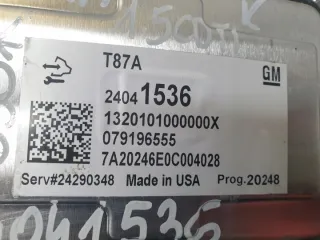 T87A
GM
24041536
1320101000000X
079196555
7A20246E0C004028
Serv#24290348 Made in USA Prog.20248